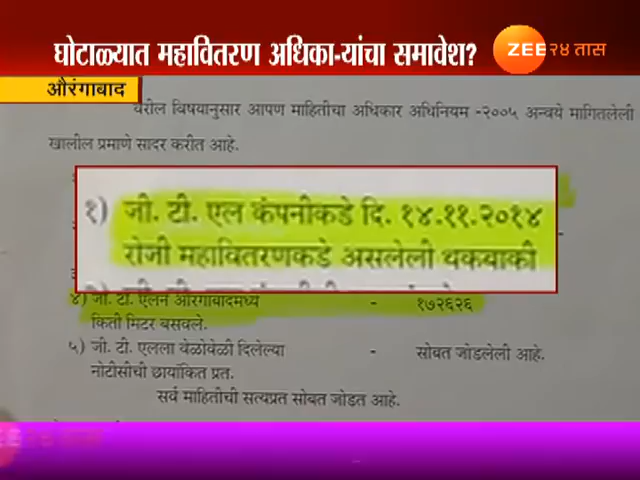 घोटाळ्यात महावितरण अधिका-यांचा समावेश?
ZEE २४ तास
औरंगाबाद
वरील विषयानुसार आपण माहितीचा अधिकार अधिनियम -२००५ अन्वये मागितलेली
खालील प्रमाणे सादर करीत आहे.
१) जी. टी. एल कंपनीकडे दि. १४.११.२०१४
रोजी महावितरणकडे असलेली थकबाकी
४) जी. टी. एलने औरंगाबादमध्ये - १७२६२६
किती मिटर बसवले.
५) जी. टी. एलला वेळोवेळी दिलेल्या - सोबत जोडलेली आहे.
नोटीसीची छायांकित प्रत.
सर्व माहितीची सत्यप्रत सोबत जोडत आहे.
२४ तास